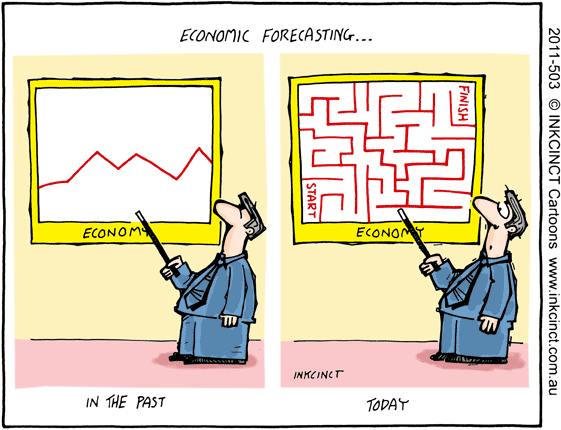 ECONOMIC FORECASTING...
ECONOMY
IN THE PAST
FINISH
START
ECONOMY
INKCINCT
TODAY
2011-503 © INKCINCT Cartoons www.inkcinct.com.au